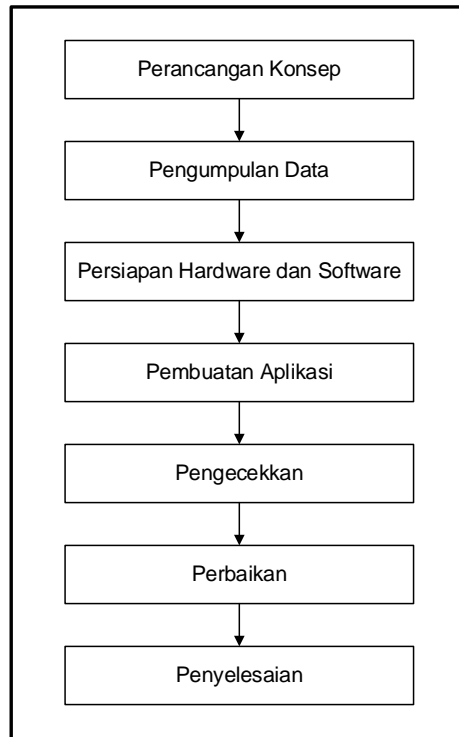 Perancangan Konsep
Pengumpulan Data
Persiapan Hardware dan Software
Pembuatan Aplikasi
Pengecekkan
Perbaikan
Penyelesaian